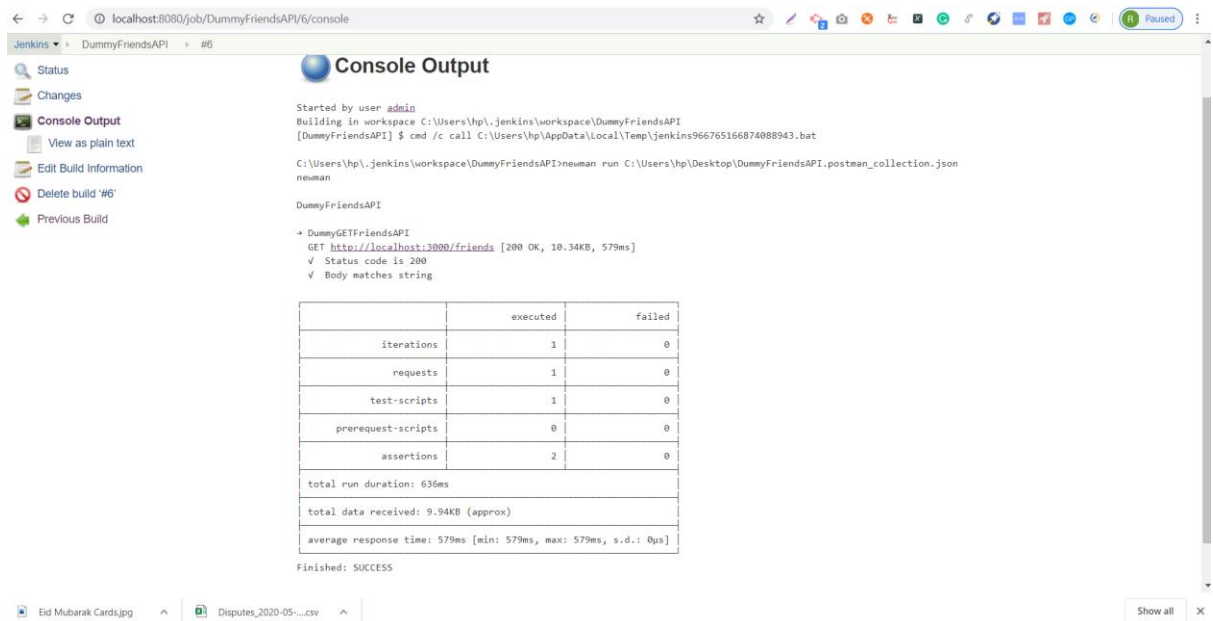 localhost:8080/job/DummyFriendsAPI/6/console
2
R Paused
Jenkins DummyFriendsAPI #6
Status
Changes
Console Output
View as plain text
Edit Build Information
Delete build '#6'
Previous Build
Console Output
Started by user admin
Building in workspace C:\Users\hp\.jenkins\workspace\DummyFriendsAPI
[DummyFriendsAPI] $ cmd /c call C:\Users\hp\AppData\Local\Temp\jenkins966765166874088943.bat
C:\Users\hp\.jenkins\workspace\DummyFriendsAPI>newman run C:\Users\hp\Desktop\DummyFriendsAPI.postman_collection.json
newman
DummyFriendsAPI
→ DummyGETFriendsAPI
GET http://localhost:3000/friends [200 OK, 10.34KB, 579ms]
√ Status code is 200
√ Body matches string
executed failed
iterations 1 0
requests 1 0
test-scripts 1 0
prerequest-scripts 0 0
assertions 2 0
total run duration: 636ms
total data received: 9.94KB (approx)
average response time: 579ms [min: 579ms, max: 579ms, s.d.: 0µs]
Finished: SUCCESS
Eid Mubarak Cards.jpg
Disputes_2020-05-....csv
Show all